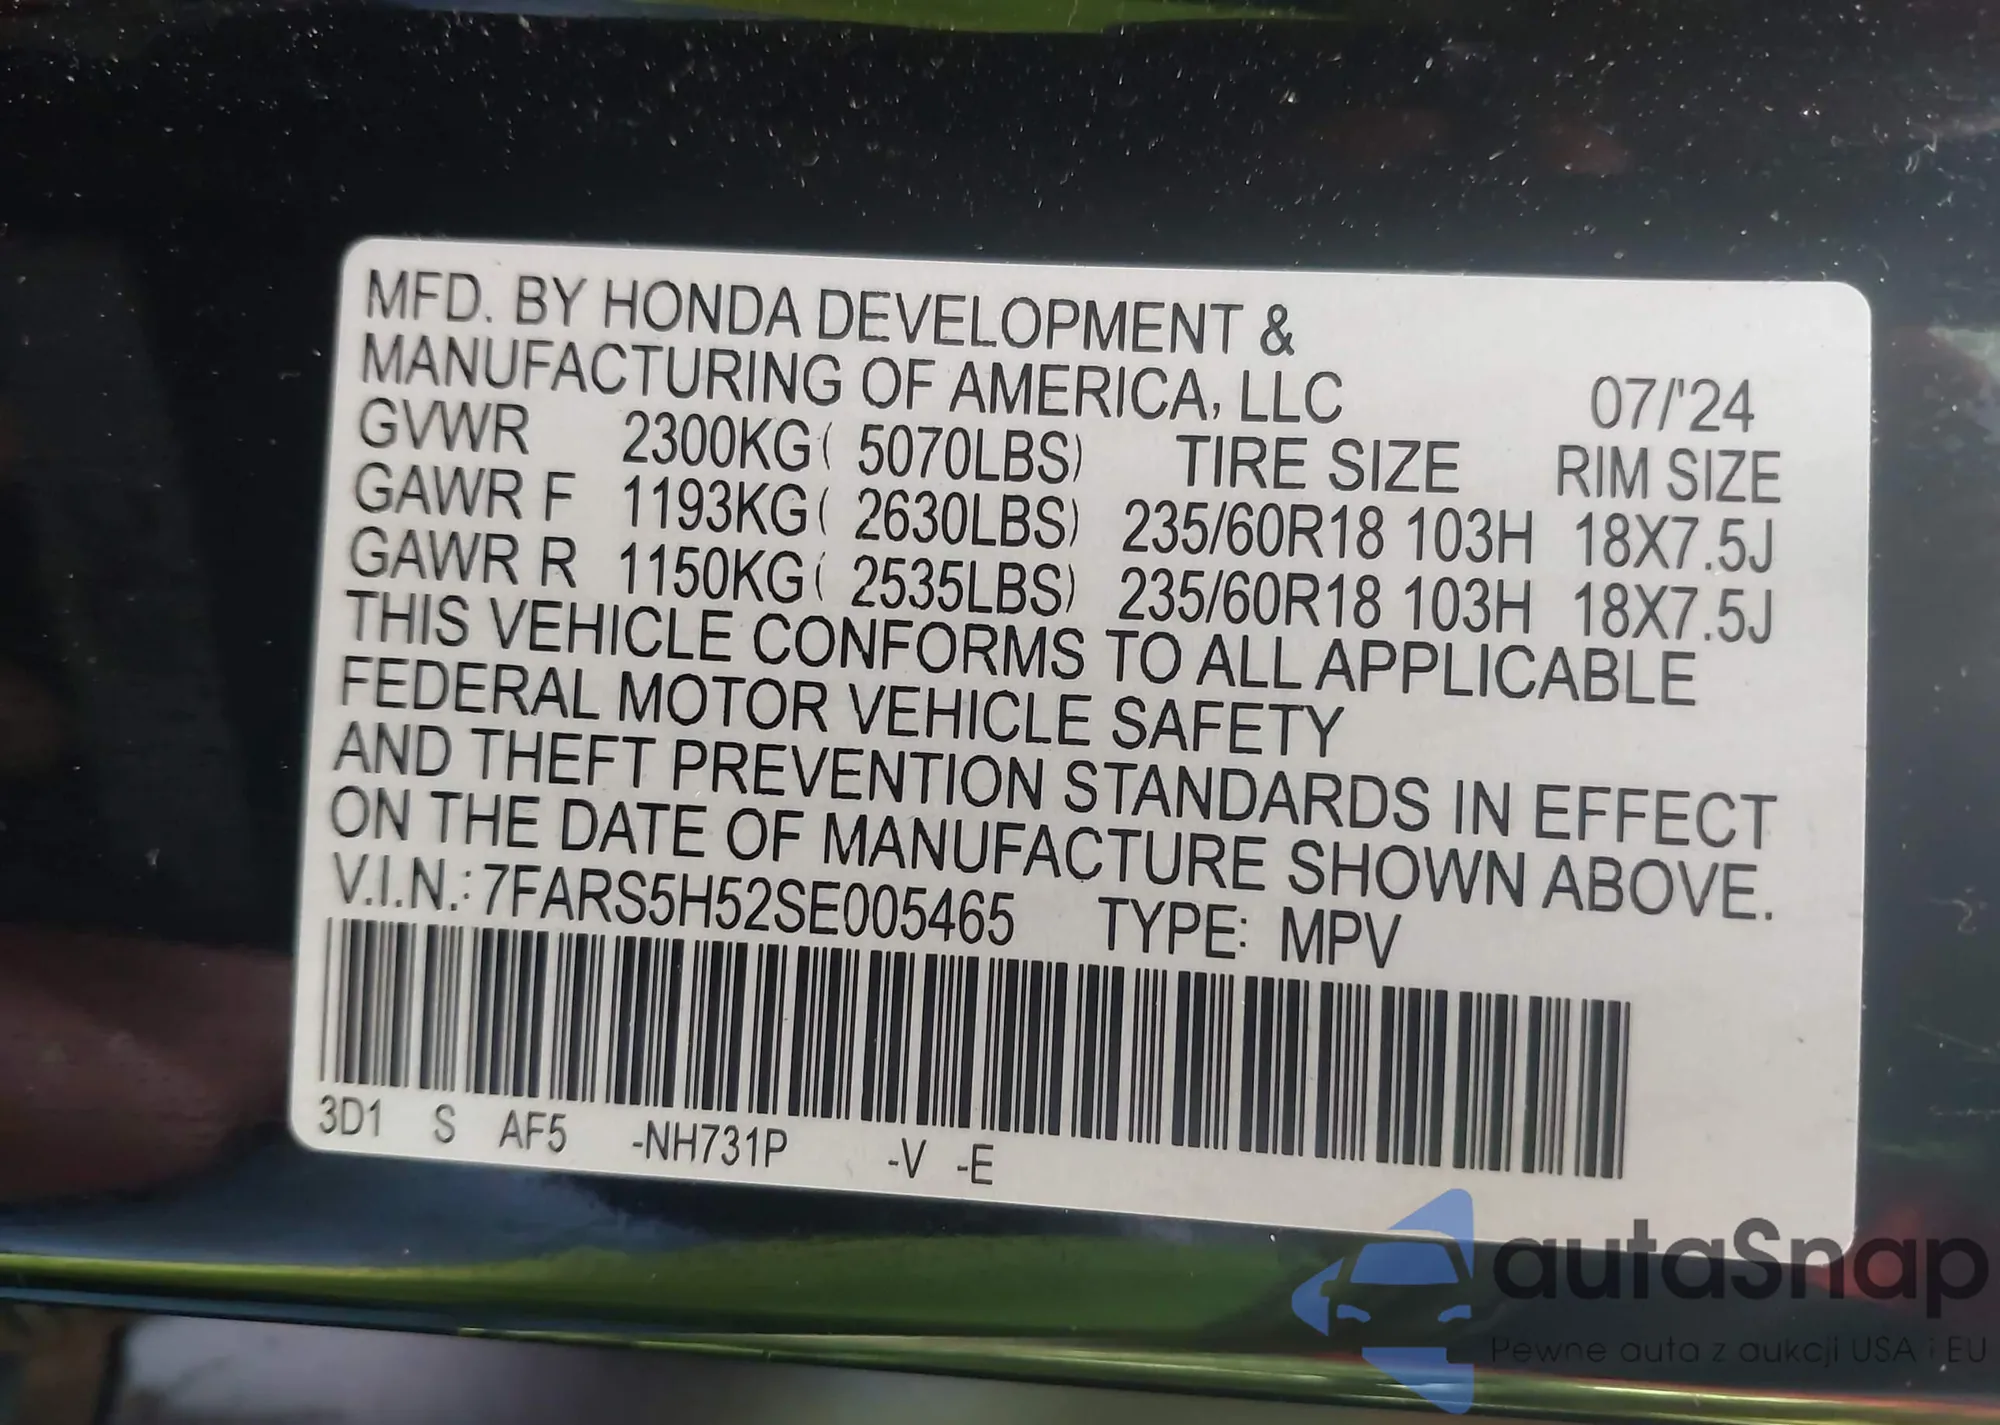 MFD. BY HONDA DEVELOPMENT &
MANUFACTURING OF AMERICA, LLC 07/'24
GVWR 2300KG( 5070LBS) TIRE SIZE RIM SIZE
GAWR F 1193KG( 2630LBS) 235/60R18 103H 18X7.5J
GAWR R 1150KG( 2535LBS) 235/60R18 103H 18X7.5J
THIS VEHICLE CONFORMS TO ALL APPLICABLE
FEDERAL MOTOR VEHICLE SAFETY
AND THEFT PREVENTION STANDARDS IN EFFECT
ON THE DATE OF MANUFACTURE SHOWN ABOVE.
V.I.N.: 7FARS5H52SE005465 TYPE: MPV
3D1 S AF5 -NH731P -V -E
autaSnap
Pewne auta z aukcji USA i EU